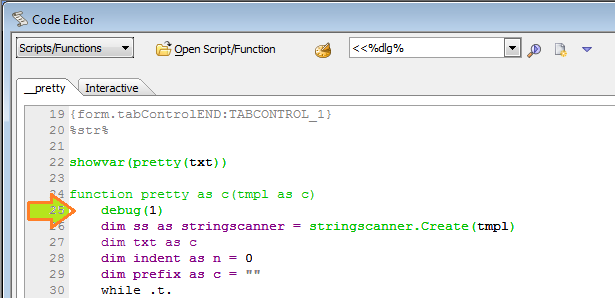 Code Editor
Scripts/Functions Open Script/Function <<%dlg%
__pretty Interactive
19 {form.tabControlEND:TABCONTROL_1}
20 %str%
21
22 showvar(pretty(txt))
23
24 function pretty as c(tmpl as c)
25 debug(1)
26 dim ss as stringscanner = stringscanner.Create(tmpl)
27 dim txt as c
28 dim indent as n = 0
29 dim prefix as c = ""
30 while .t.